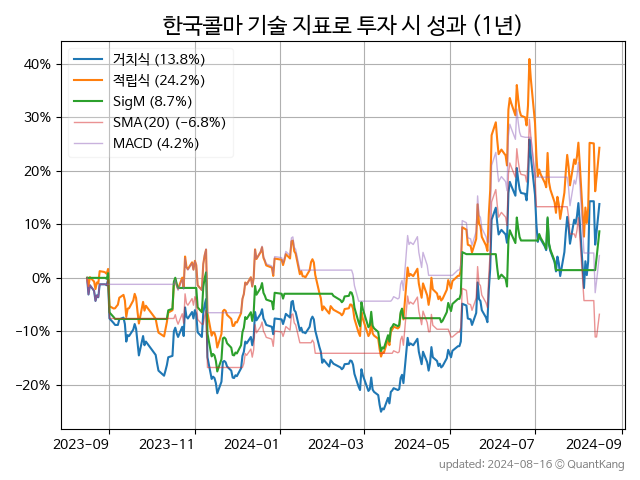 한국콜마 기술 지표로 투자 시 성과 (1년)
거치식 (13.8%)
적립식 (24.2%)
SigM (8.7%)
SMA(20) (−6.8%)
MACD (4.2%)
40%
30%
20%
10%
0%
−10%
−20%
2023−09 2023−11 2024−01 2024−03 2024−05 2024−07 2024−09
updated: 2024-08-16 © QuantKang